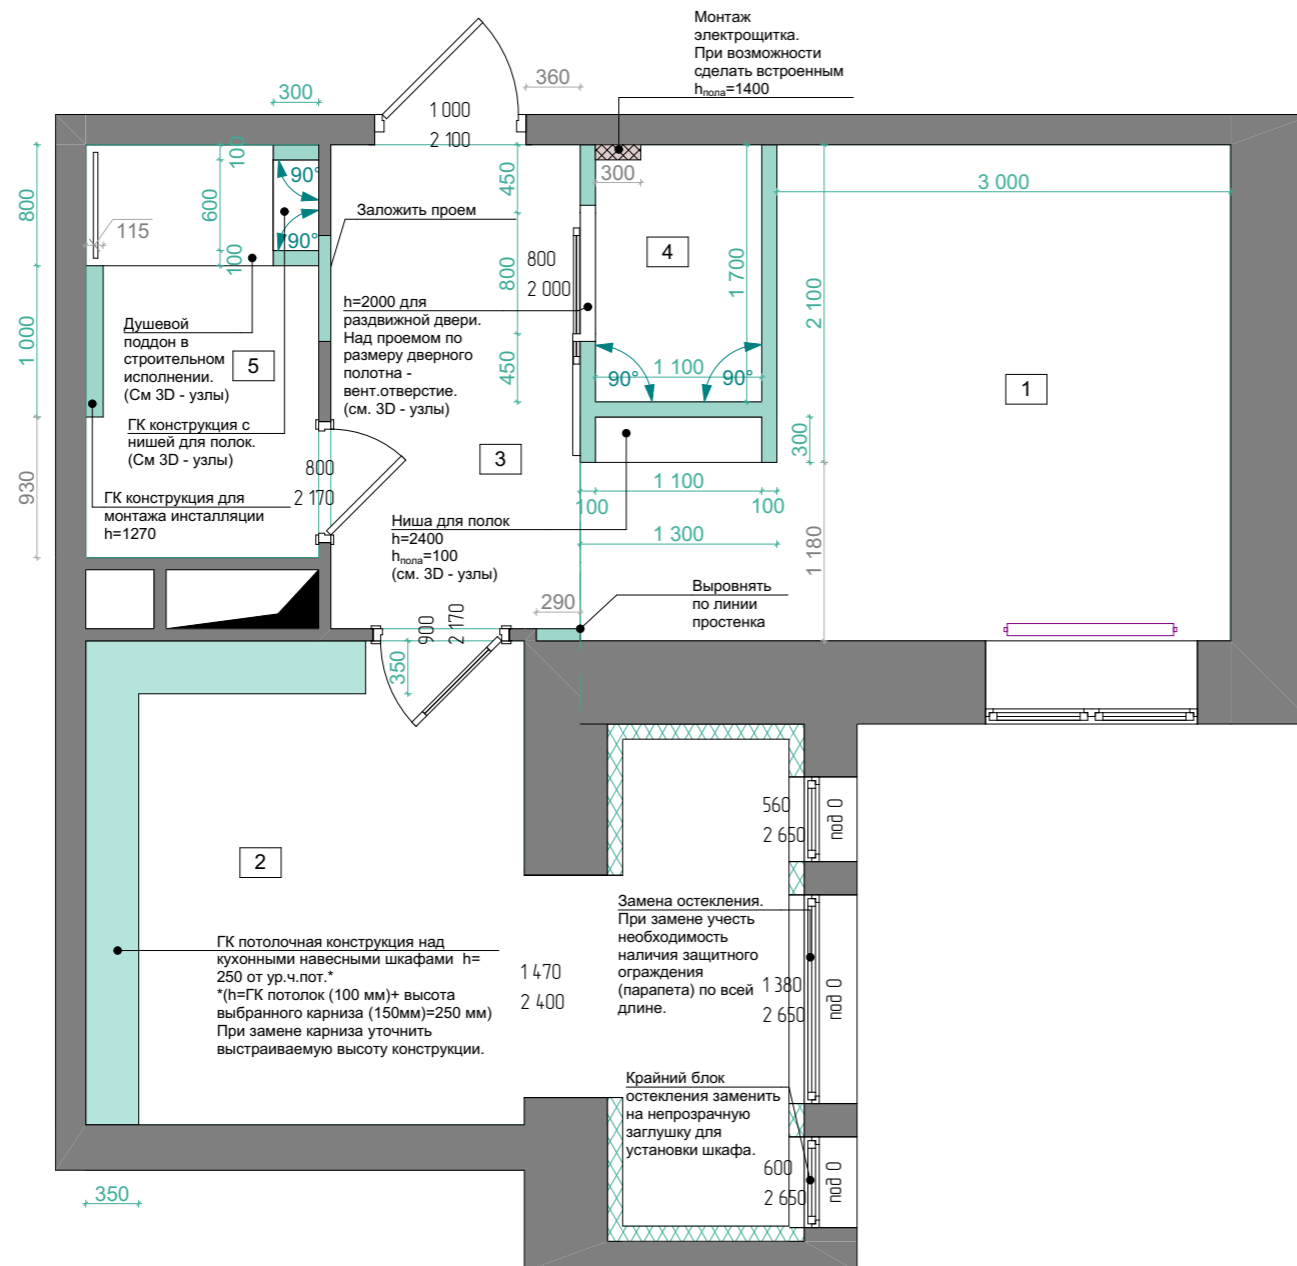 Монтаж
электрощитка.
При возможности
сделать встроенным
hпола=1400
360
300
1 000
2 100
100
90°
600
90°
100
800
115
1 000
930
Заложить проем
450
800
450
800
2 000
300
4
1 700
2 100
3 000
h=2000 для
раздвижной двери.
Над проемом по
размеру дверного
полотна -
вент.отверстие.
(см. 3D - узлы)
Душевой
поддон в
строительном
исполнении.
(См 3D - узлы)
5
1 100
90°
90°
1
ГК конструкция с
нишей для полок.
(См 3D - узлы)
3
300
800
2 170
ГК конструкция для
монтажа инсталляции
h=1270
1 100
100
100
1 300
1 180
Ниша для полок
h=2400
hпола=100
(см. 3D - узлы)
Выровнять
по линии
простенка
290
900
2 170
350
560
2 650
под 0
2
Замена остекления.
При замене учесть
необходимость
наличия защитного
ограждения
(парапета) по всей
длине.
1 380
2 650
под 0
ГК потолочная конструкция над
кухонными навесными шкафами h=
250 от ур.ч.пот.*
*(h=ГК потолок (100 мм)+ высота
выбранного карниза (150мм)=250 мм)
При замене карниза уточнить
выстраиваемую высоту конструкции.
1 470
2 400
Крайний блок
остекления заменить
на непрозрачную
заглушку для
установки шкафа.
600
2 650
под 0
350